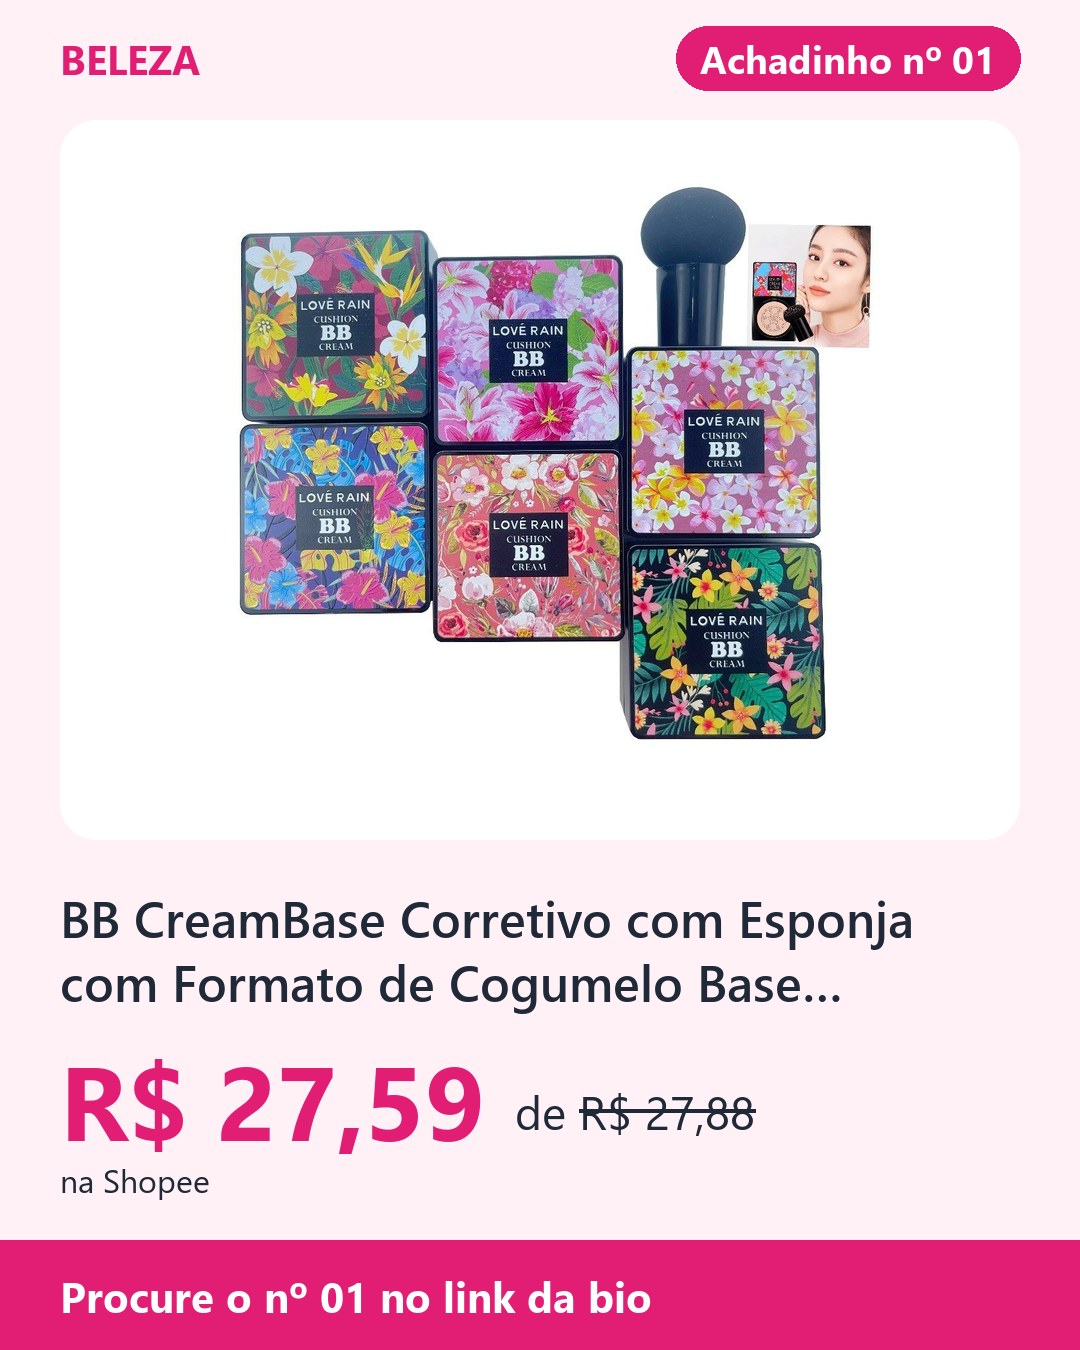 BELEZA
Achadinho nº 01
LOVÉ RAIN
CUSHION
BB
CREAM
LOVÉ RAIN
CUSHION
BB
CREAM
LOVÉ RAIN
CUSHION
BB
CREAM
LOVÉ RAIN
CUSHION
BB
CREAM
LOVÉ RAIN
CUSHION
BB
CREAM
LOVÉ RAIN
CUSHION
BB
CREAM
BB CreamBase Corretivo com Esponja
com Formato de Cogumelo Base...
R$ 27,59 de R$ 27,88
na Shopee
Procure o nº 01 no link da bio